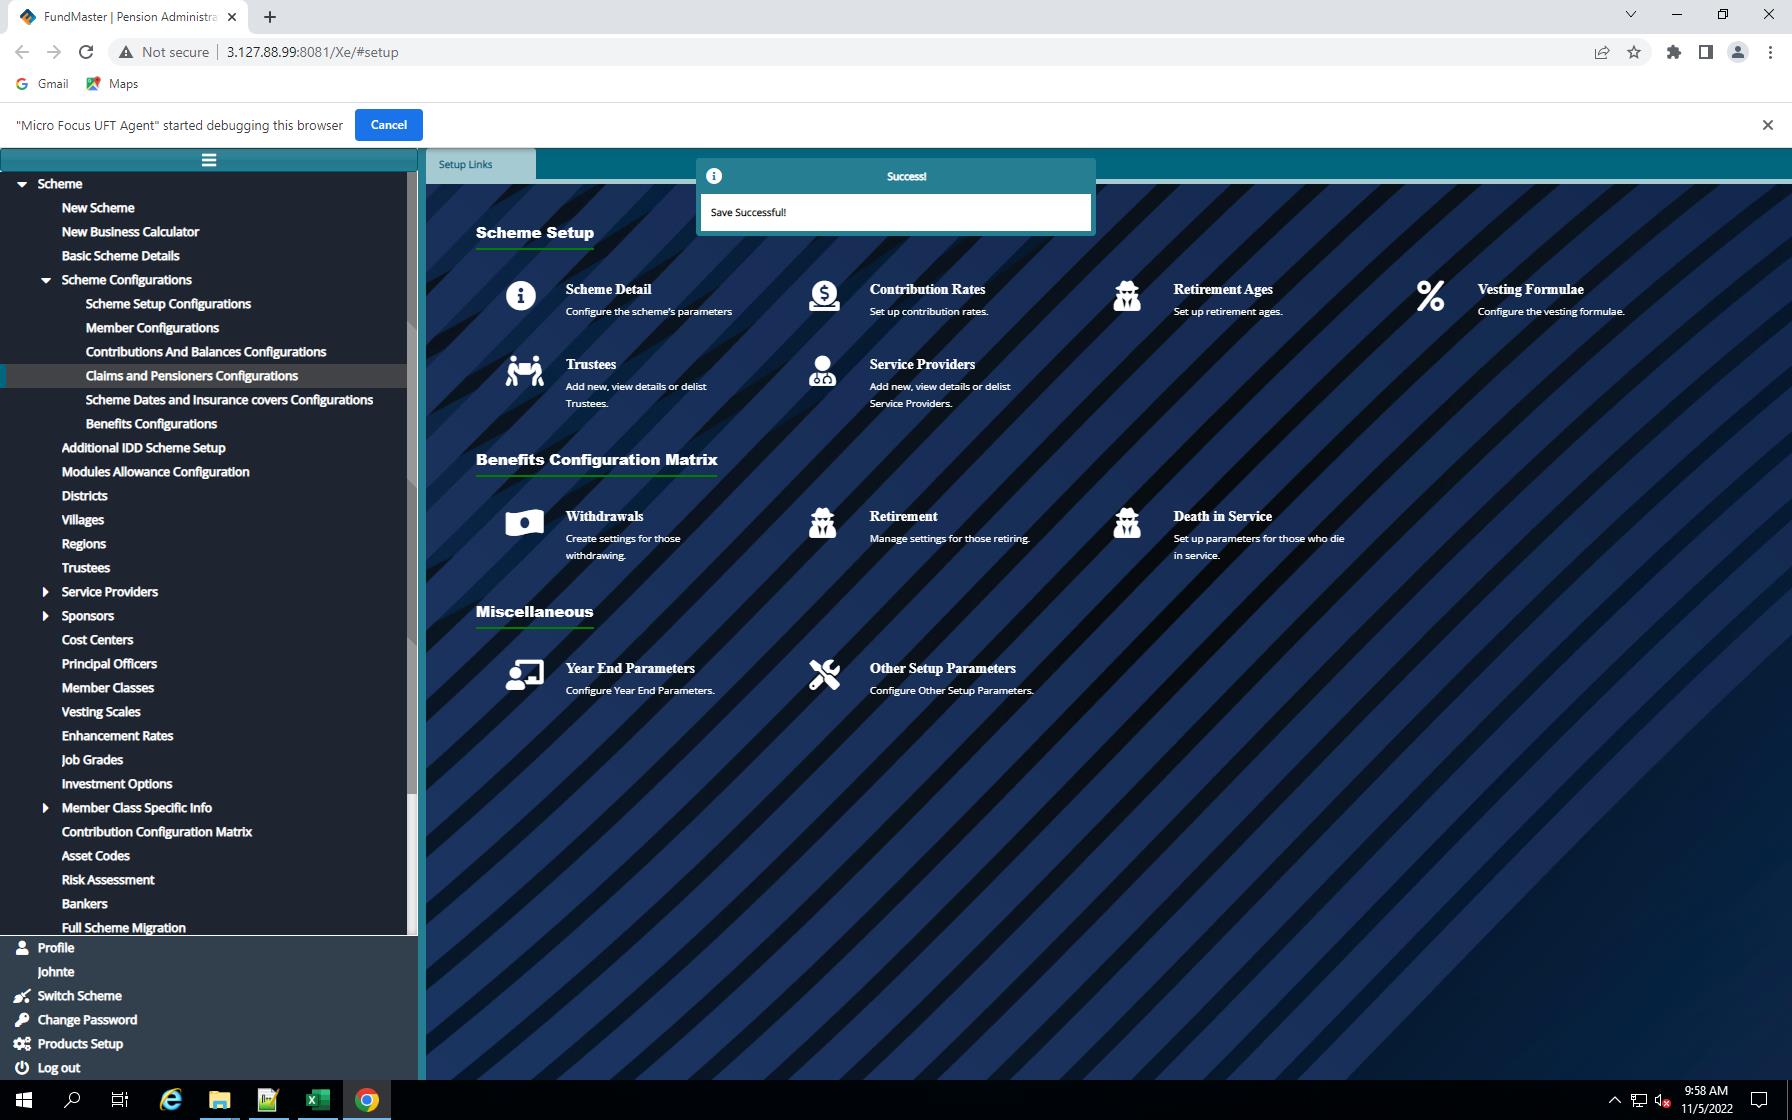 FundMaster | Pension Administra
Not secure
3.127.88.99:8081/Xe/#setup
Gmail
Maps
"Micro Focus UFT Agent" started debugging this browser
Cancel
Scheme
New Scheme
New Business Calculator
Basic Scheme Details
Scheme Configurations
Scheme Setup Configurations
Member Configurations
Contributions And Balances Configurations
Claims and Pensioners Configurations
Scheme Dates and Insurance covers Configurations
Benefits Configurations
Additional IDD Scheme Setup
Modules Allowance Configuration
Districts
Villages
Regions
Trustees
Service Providers
Sponsors
Cost Centers
Principal Officers
Member Classes
Vesting Scales
Enhancement Rates
Job Grades
Investment Options
Member Class Specific Info
Contribution Configuration Matrix
Asset Codes
Risk Assessment
Bankers
Full Scheme Migration
Profile
Johnte
Switch Scheme
Change Password
Products Setup
Log out
Setup Links
Success!
Save Successful!
Scheme Setup
Scheme Detail
Configure the scheme's parameters
Contribution Rates
Set up contribution rates.
Retirement Ages
Set up retirement ages.
Vesting Formulae
Configure the vesting formulae.
Trustees
Add new, view details or delist
Trustees.
Service Providers
Add new, view details or delist
Service Providers.
Benefits Configuration Matrix
Withdrawals
Create settings for those
withdrawing.
Retirement
Manage settings for those retiring.
Death in Service
Set up parameters for those who die
in service.
Miscellaneous
Year End Parameters
Configure Year End Parameters.
Other Setup Parameters
Configure Other Setup Parameters.
9:58 AM
11/5/2022